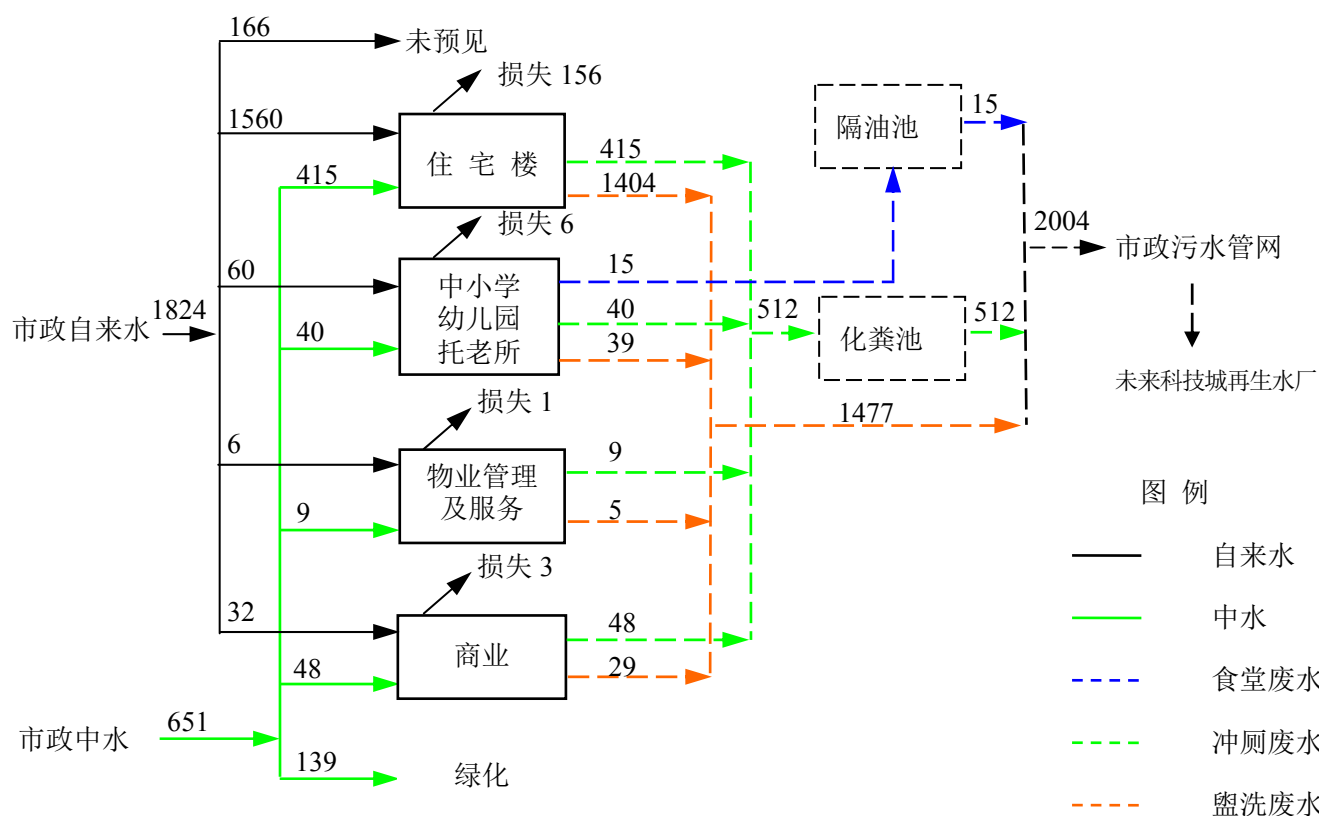 166
未预见
损失 156
1560
住 宅 楼
415
415
1404
隔油池
15
损失 6
60
中小学
幼儿园
托老所
15
40
39
40
市政自来水
1824
512
化粪池
512
2004
市政污水管网
未来科技城再生水厂
1477
损失 1
6
物业管理
及服务
9
5
9
损失 3
32
商业
48
29
48
市政中水
651
139
绿化
图 例
自来水
中水
食堂废水
冲厕废水
盥洗废水